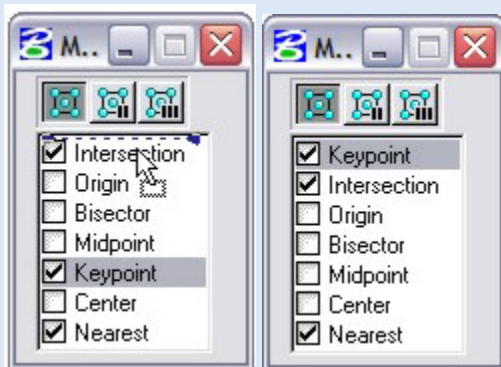 M..
Intersection
Origin
Bisector
Midpoint
Keypoint
Center
Nearest
M..
Keypoint
Intersection
Origin
Bisector
Midpoint
Center
Nearest